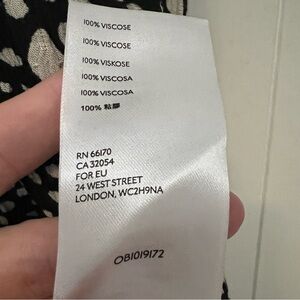 100% VISCOSE
100% VISCOSE
100% VISKOSE
100% VISCOSA
100% VISCOSA
100% 粘膠
RN 66170
CA 32054
FOR EU
24 WEST STREET
LONDON, WC2H9NA
OB1019172